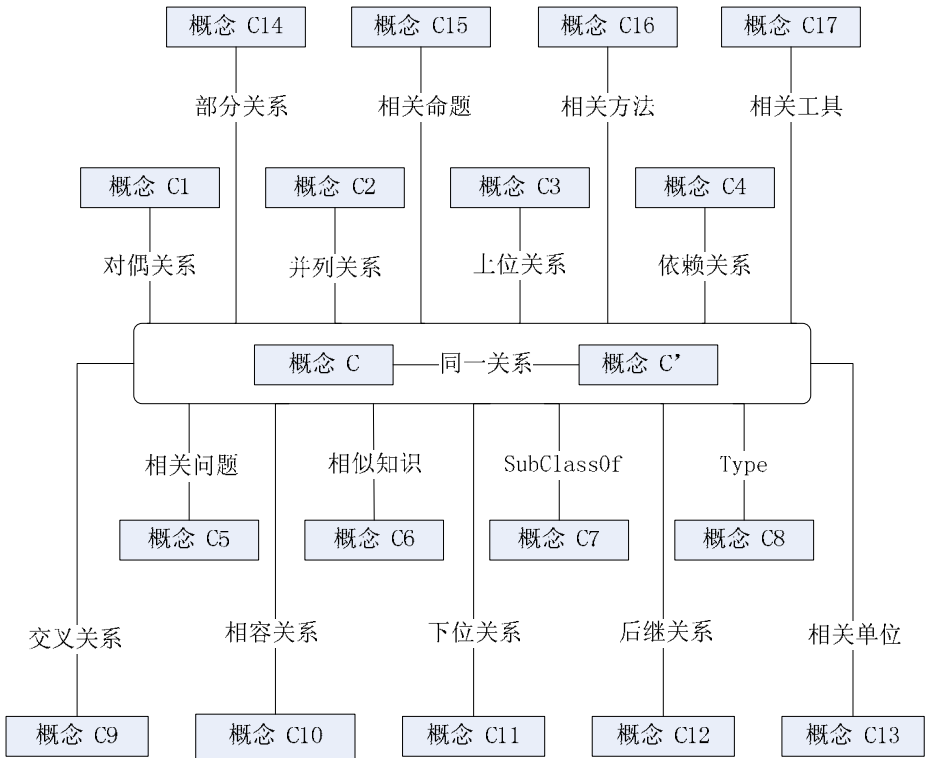 概念 C14
概念 C15
概念 C16
概念 C17
部分关系
相关命题
相关方法
相关工具
概念 C1
概念 C2
概念 C3
概念 C4
对偶关系
并列关系
上位关系
依赖关系
概念 C
同一关系
概念 C’
相关问题
相似知识
SubClassOf
Type
概念 C5
概念 C6
概念 C7
概念 C8
交叉关系
相容关系
下位关系
后继关系
相关单位
概念 C9
概念 C10
概念 C11
概念 C12
概念 C13